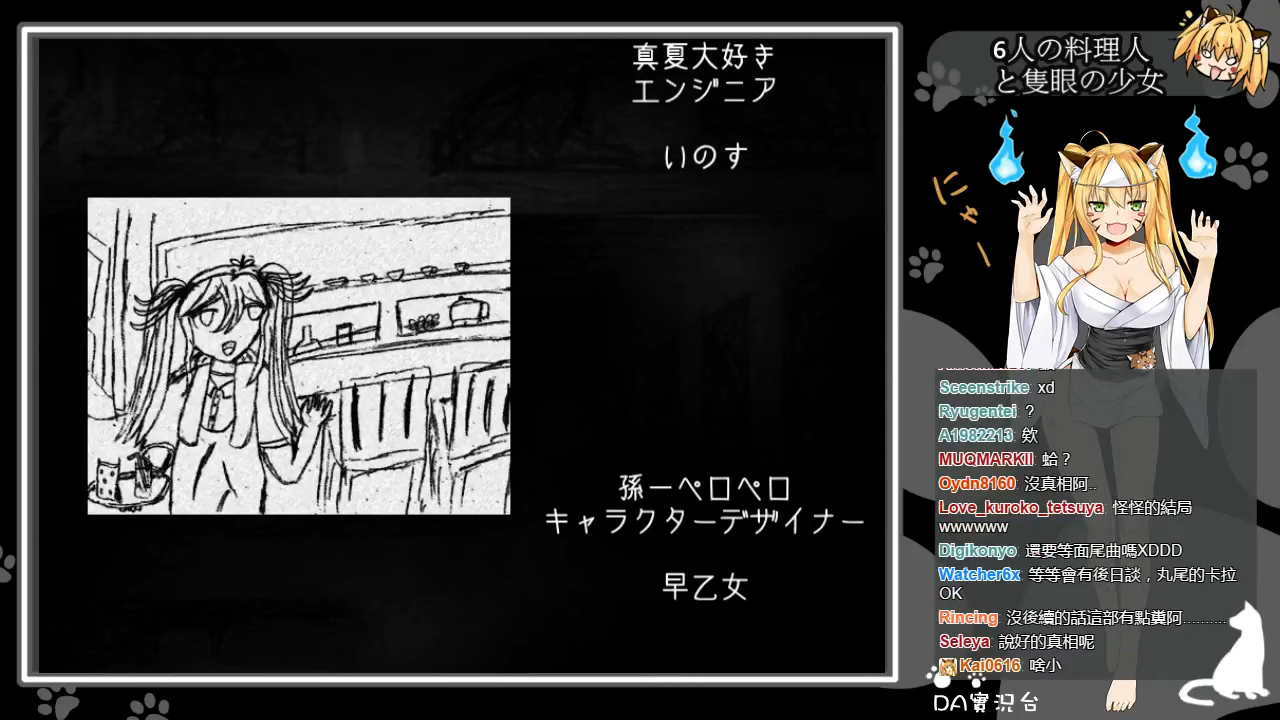 真夏大好き
エンジニア
いのす
孫一ペロペロ
キャラクターデザイナー
早乙女
6人の料理人
と隻眼の少女
にゃー
Sceenstrike xd
Ryugentei ?
A1982213 欸
MUQMARKII 蛤？
Oydn8160 沒真相阿..
Love_kuroko_tetsuya 怪怪的結局
wwwwww
Digikonyo 還要等面尾曲嗎XDDD
Watcher6x 等等會有後日談，丸尾的卡拉
OK
Rincing 沒後續的話這部有點糞阿..........
Seleya 說好的真相呢
Kai0616 啥小
DA實況台